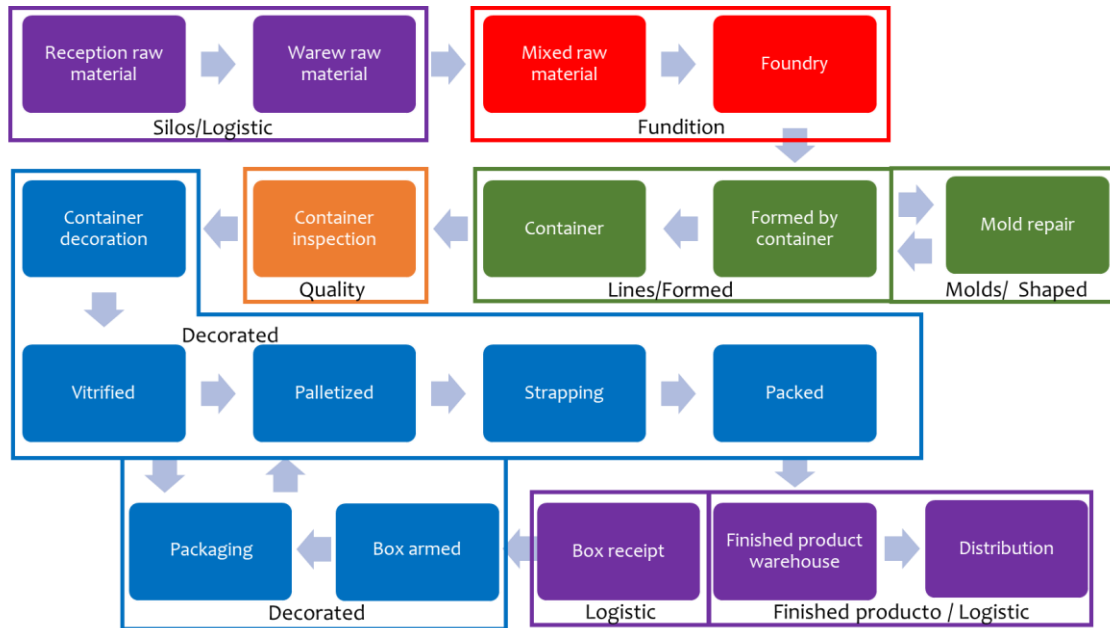 Reception raw
material
Warew raw
material
Mixed raw
material
Foundry
Silos/Logistic
Fundition
Container
decoration
Container
inspection
Container
Formed by
container
Mold repair
Quality
Lines/Formed
Molds/ Shaped
Decorated
Vitrified
Palletized
Strapping
Packed
Packaging
Box armed
Box receipt
Finished product
warehouse
Distribution
Decorated
Logistic
Finished producto / Logistic